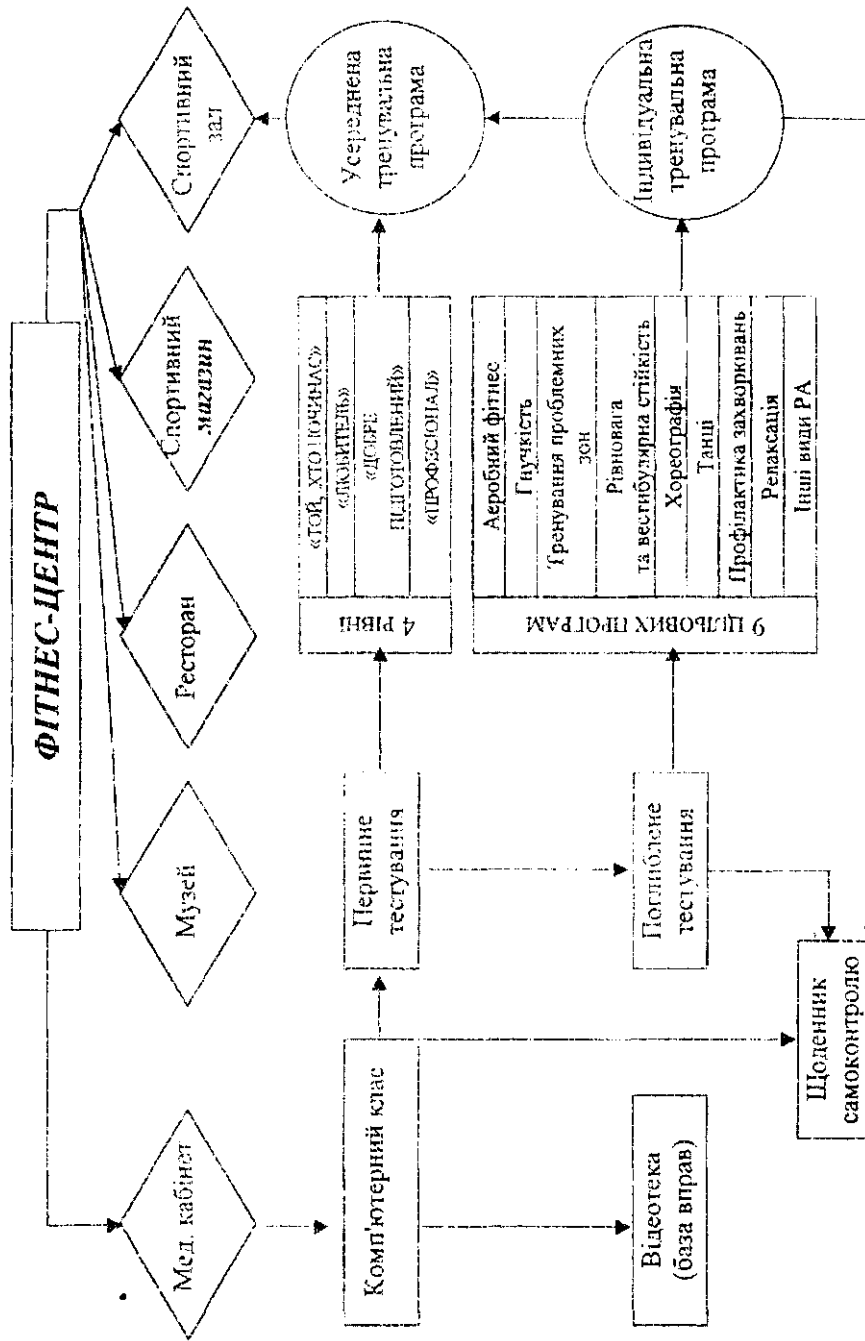 ФІТНЕС-ЦЕНТР
Мед. кабінет
Музей
Ресторан
Спортивний
магазин
Спортивний
зал
Комп'ютерний клас
Первинне
тестування
4 РІВНІ
«ТОЙ, ХТО ПОЧИНАЄ»
«ЛЮБИТЕЛЬ»
«ДОБРЕ
ПІДГОТОВЛЕНИЙ»
«ПРОФЕСІОНАЛ»
Усереднена
тренувальна
програма
Відеотека
(база вправ)
Поглиблене
тестування
9 ЦІЛЬОВИХ ПРОГРАМ
Аеробний фітнес
Гнучкість
Тренування проблемних
зон
Рівновага
та вестибулярна стійкість
Хореографія
Танці
Профілактика захворювань
Релаксація
Інші види РА
Індивідуальна
тренувальна
програма
Щоденник
самоконтролю